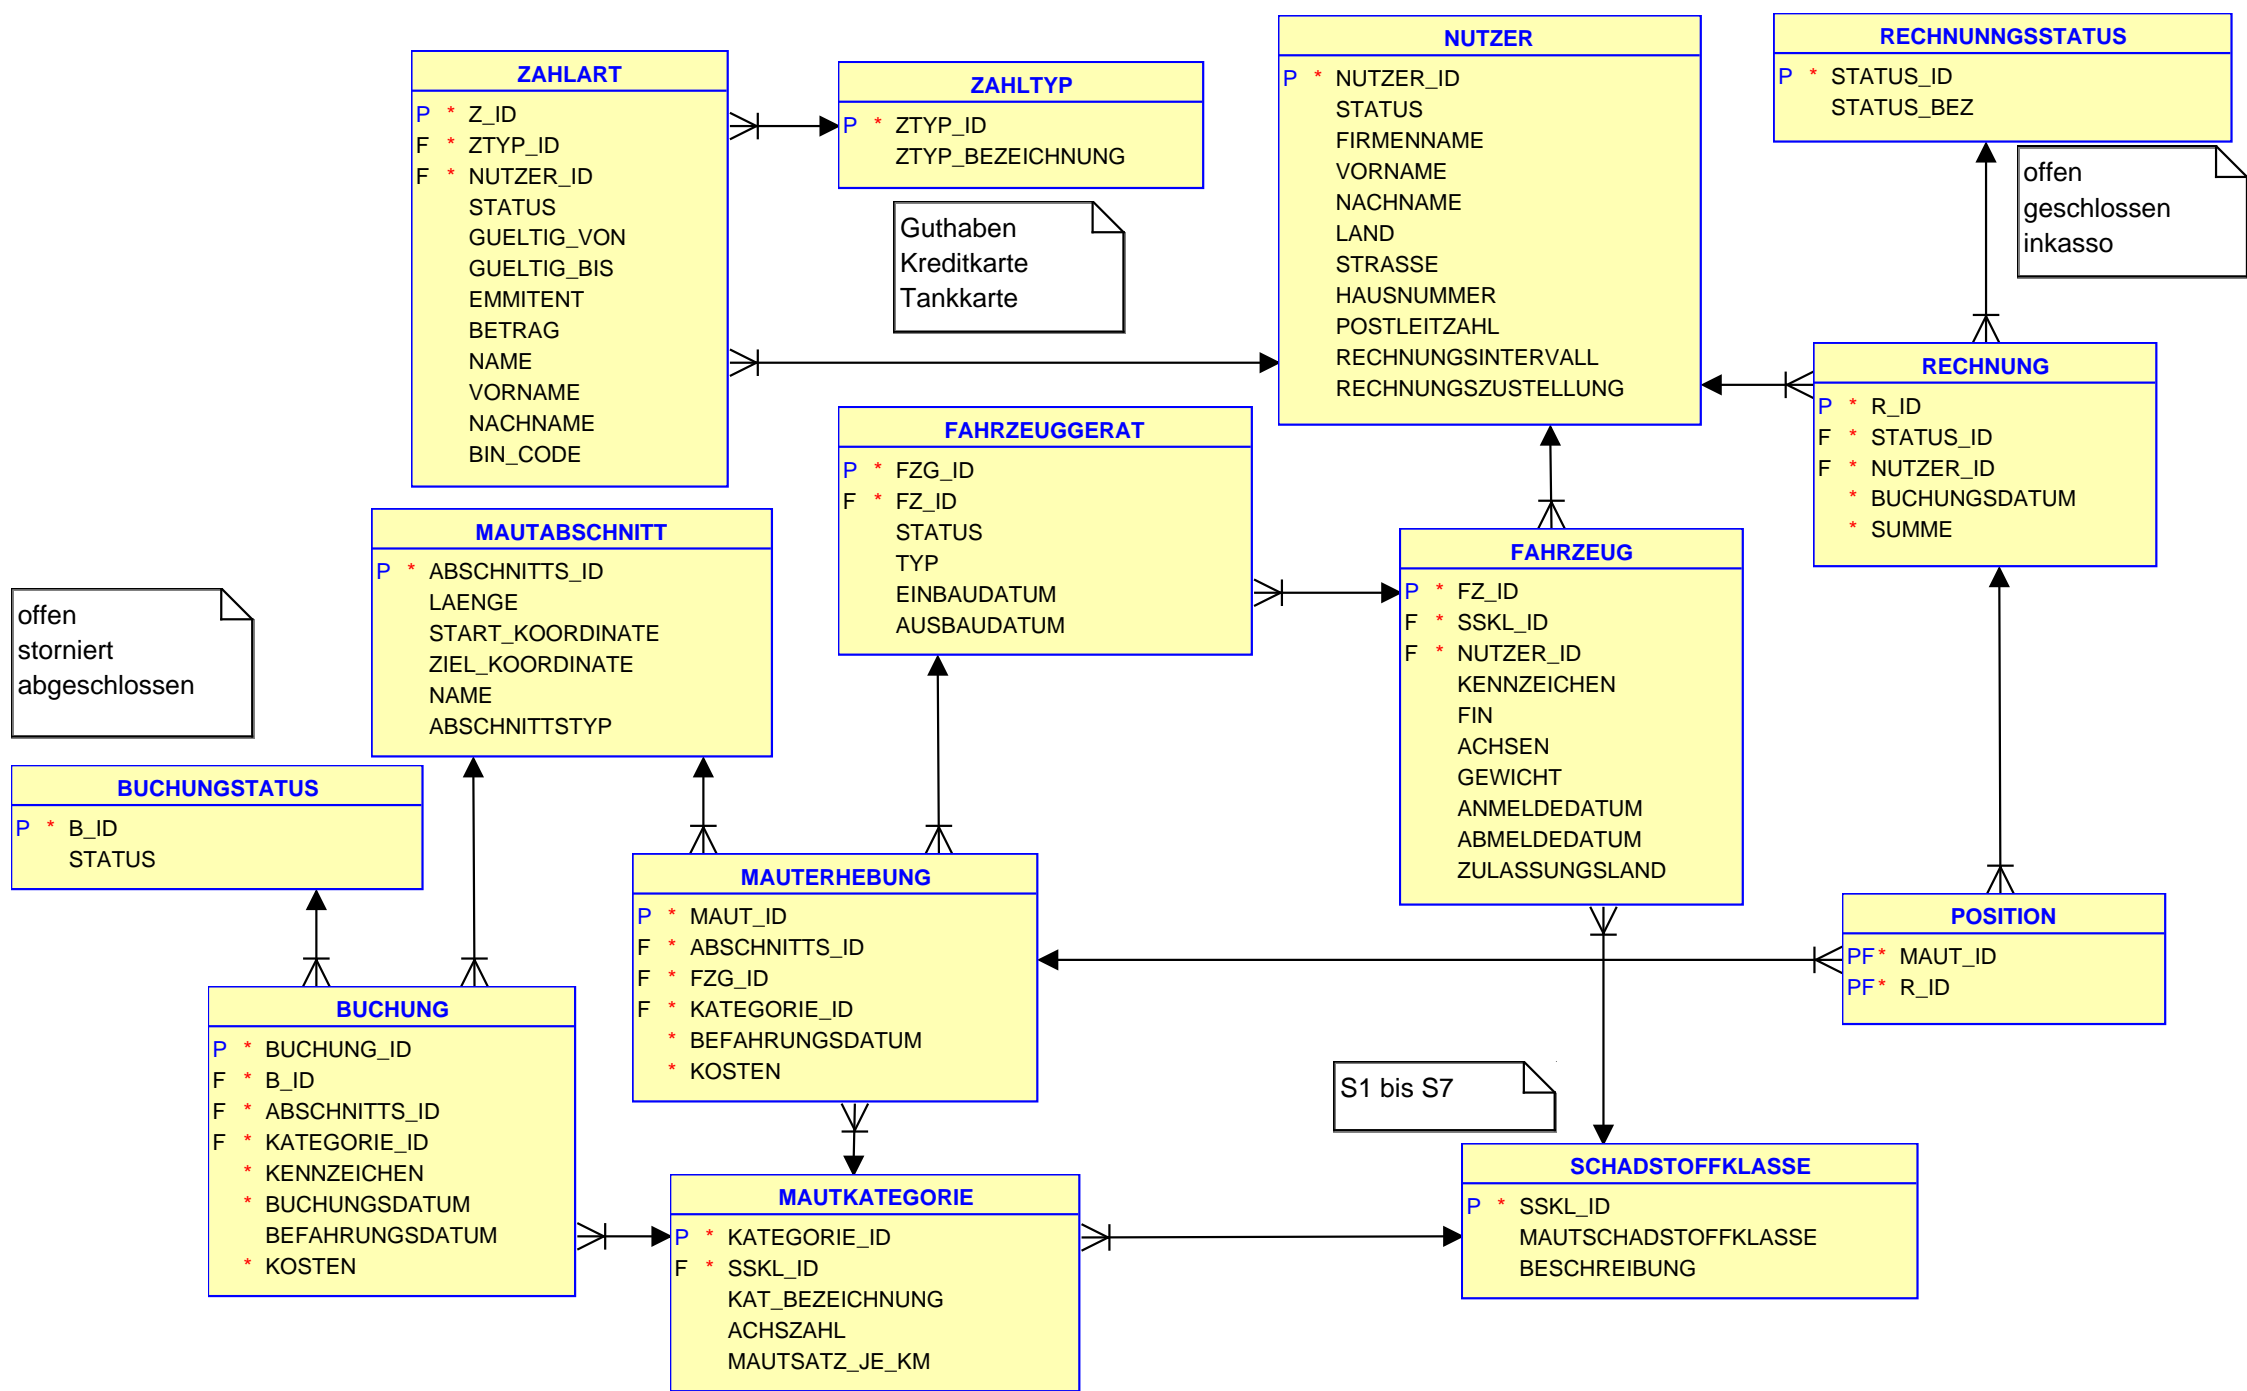 ZAHLART
P * Z_ID
F * ZTYP_ID
F * NUTZER_ID
STATUS
GUELTIG_VON
GUELTIG_BIS
EMMITENT
BETRAG
NAME
VORNAME
NACHNAME
BIN_CODE
ZAHLTYP
P * ZTYP_ID
ZTYP_BEZEICHNUNG
Guthaben
Kreditkarte
Tankkarte
NUTZER
P * NUTZER_ID
STATUS
FIRMENNAME
VORNAME
NACHNAME
LAND
STRASSE
HAUSNUMMER
POSTLEITZAHL
RECHNUNGSINTERVALL
RECHNUNGSZUSTELLUNG
RECHNUNNGSSTATUS
P * STATUS_ID
STATUS_BEZ
offen
geschlossen
inkasso
RECHNUNG
P * R_ID
F * STATUS_ID
F * NUTZER_ID
* BUCHUNGSDATUM
* SUMME
FAHRZEUGGERAT
P * FZG_ID
F * FZ_ID
STATUS
TYP
EINBAUDATUM
AUSBAUDATUM
MAUTABSCHNITT
P * ABSCHNITTS_ID
LAENGE
START_KOORDINATE
ZIEL_KOORDINATE
NAME
ABSCHNITTSTYP
FAHRZEUG
P * FZ_ID
F * SSKL_ID
F * NUTZER_ID
KENNZEICHEN
FIN
ACHSEN
GEWICHT
ANMELDEDATUM
ABMELDEDATUM
ZULASSUNGSLAND
offen
storniert
abgeschlossen
BUCHUNGSTATUS
P * B_ID
STATUS
MAUTERHEBUNG
P * MAUT_ID
F * ABSCHNITTS_ID
F * FZG_ID
F * KATEGORIE_ID
* BEFAHRUNGSDATUM
* KOSTEN
POSITION
PF * MAUT_ID
PF * R_ID
BUCHUNG
P * BUCHUNG_ID
F * B_ID
F * ABSCHNITTS_ID
F * KATEGORIE_ID
* KENNZEICHEN
* BUCHUNGSDATUM
BEFAHRUNGSDATUM
* KOSTEN
S1 bis S7
MAUTKATEGORIE
P * KATEGORIE_ID
F * SSKL_ID
KAT_BEZEICHNUNG
ACHSZAHL
MAUTSATZ_JE_KM
SCHADSTOFFKLASSE
P * SSKL_ID
MAUTSCHADSTOFFKLASSE
BESCHREIBUNG